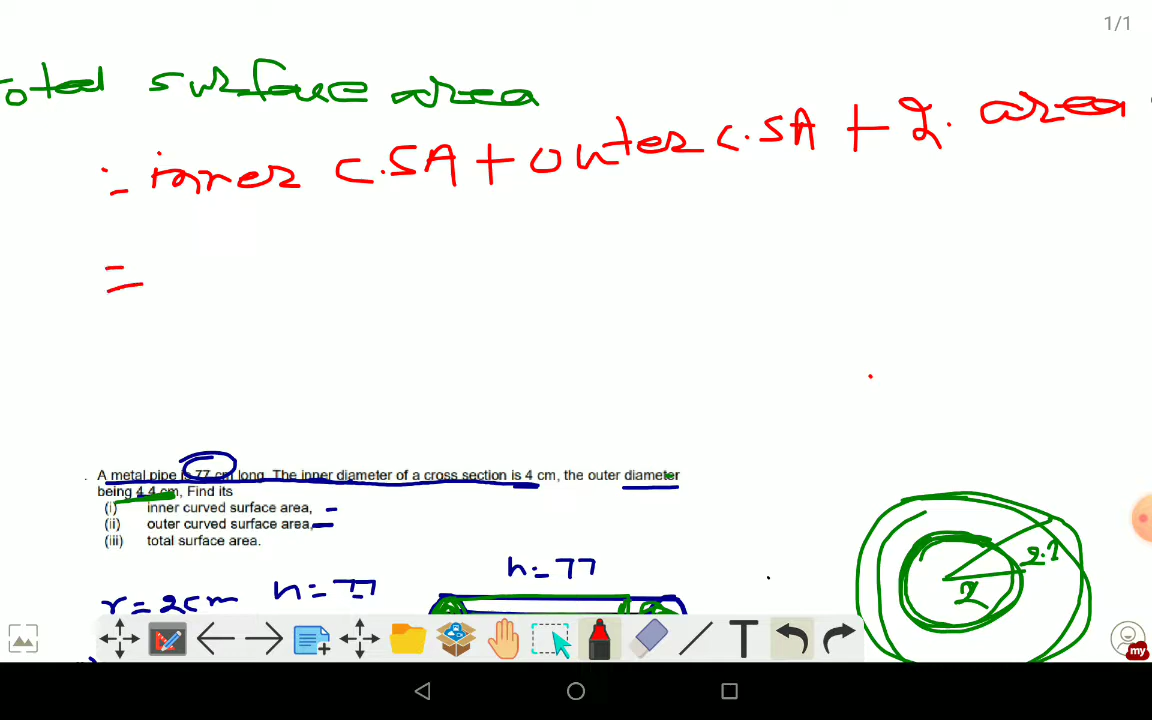 1/1
total surface area
= inner C.SA + outer C.SA + 2. area
=
. A metal pipe is 77 cm long. The inner diameter of a cross section is 4 cm, the outer diameter
being 4.4 cm, Find its
(i) inner curved surface area,
(ii) outer curved surface area,
(iii) total surface area.
h = 77
r = 2cm h = 77
2.2
2
T
my